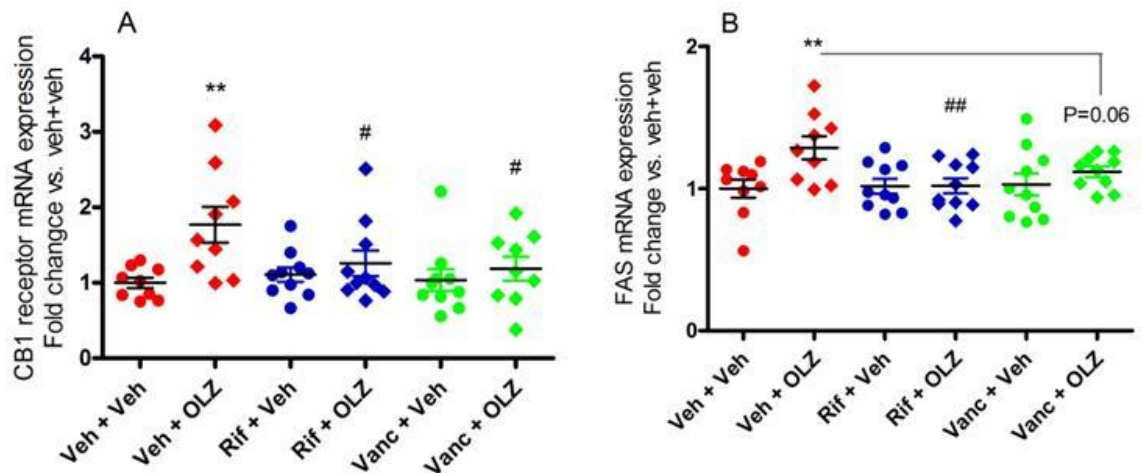 A
CB1 receptor mRNA expression
Fold changce vs. veh+veh
4
3
2
1
0
**
#
#
Veh + Veh
Veh + OLZ
Rif + Veh
Rif + OLZ
Vanc + Veh
Vanc + OLZ
B
FAS mRNA expression
Fold change vs. veh+veh
2
1
0
**
##
P=0.06
Veh + Veh
Veh + OLZ
Rif + Veh
Rif + OLZ
Vanc + Veh
Vanc + OLZ